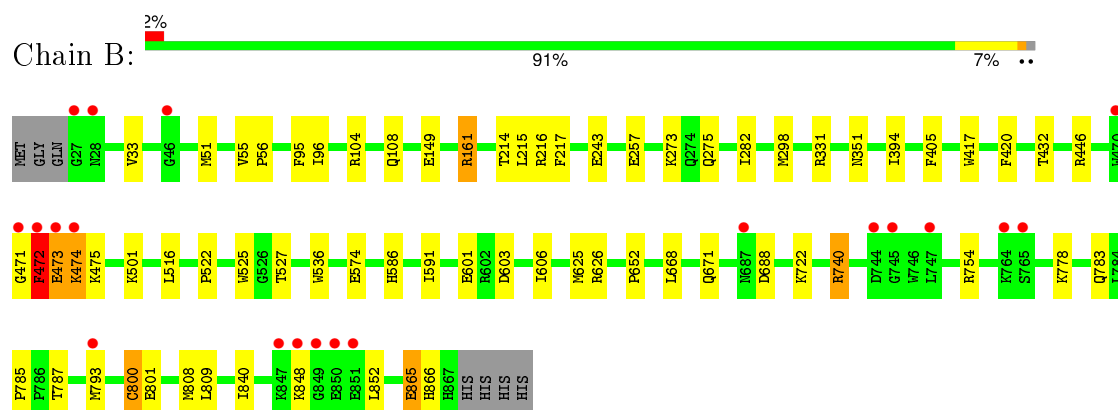 2%
Chain B:
91% 7% ••
MET GLY GLN G27 N28 V33 G46 M51 V55 P56 F95 I96 R104 Q108 E149 R161 T214 L215 R216 F217 E243 E257 K273 Q274 Q275 I282 M298 R331 N351 I394 F405 W417 F420 T432 R446 W470
G471 F472 E473 K474 K475 K501 L516 P522 W525 G526 T527 W536 E574 H586 I591 E601 R602 D603 I606 M625 R626 P652 L668 Q671 N687 D688 K722 R740 D744 G745 W746 L747 R754 K764 S765 K778 Q783 I784
P785 P786 T787 M793 C800 E801 M808 L809 I840 K847 K848 G849 E850 E851 L852 E865 H866 H867 HIS HIS HIS HIS